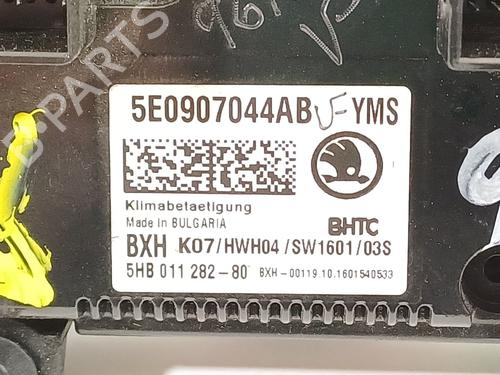 5E0907044AB YMS
Klimabetaetigung
Made in BULGARIA
BHTC
BXH K07/HWH04/SW1601/03S
5HB 011 282-80 BXH-00119.10.1601540533
B-PARTS